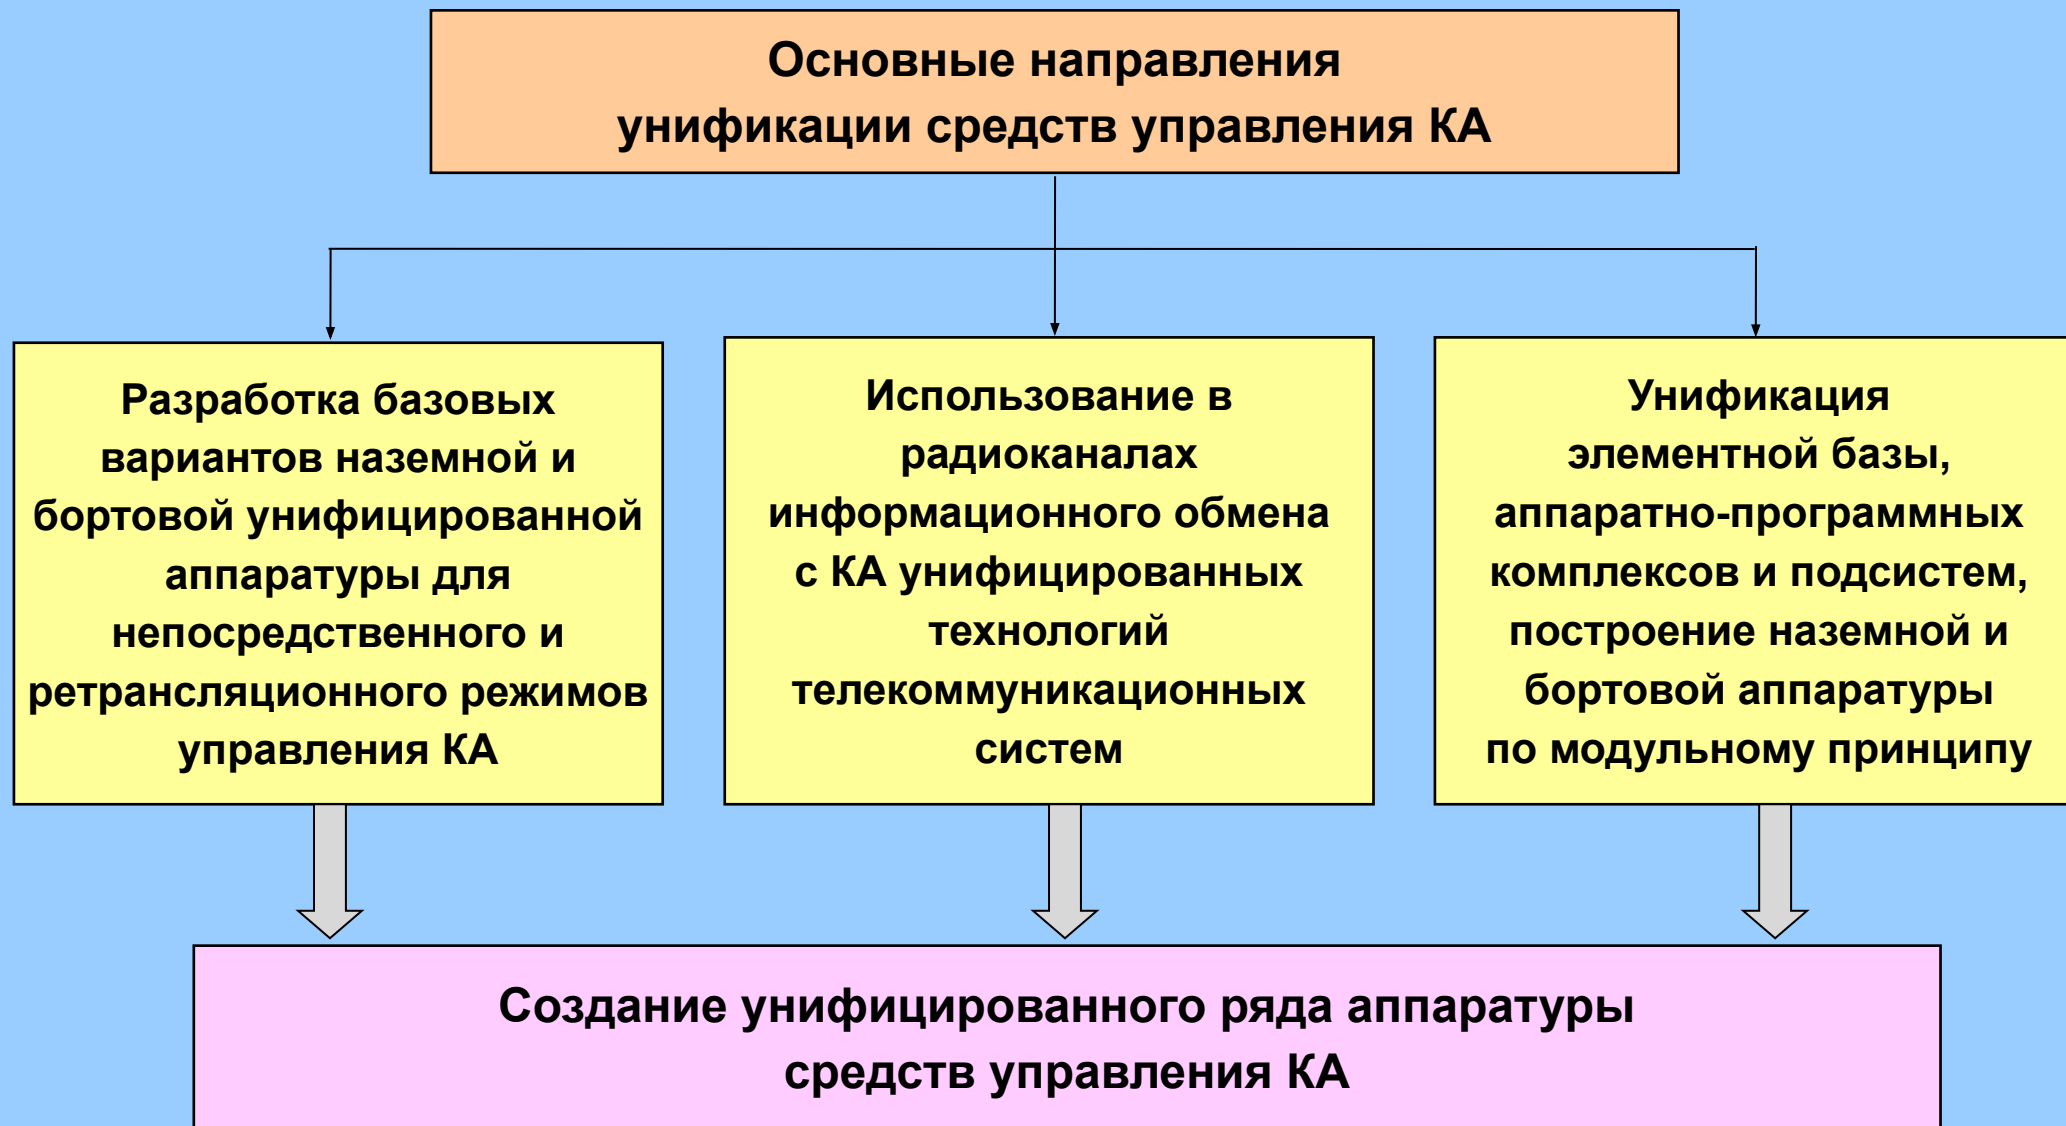 Основные направления
унификации средств управления КА
Разработка базовых
вариантов наземной и
бортовой унифицированной
аппаратуры для
непосредственного и
ретрансляционного режимов
управления КА
Использование в
радиоканалах
информационного обмена
с КА унифицированных
технологий
телекоммуникационных
систем
Унификация
элементной базы,
аппаратно-программных
комплексов и подсистем,
построение наземной и
бортовой аппаратуры
по модульному принципу
Создание унифицированного ряда аппаратуры
средств управления КА